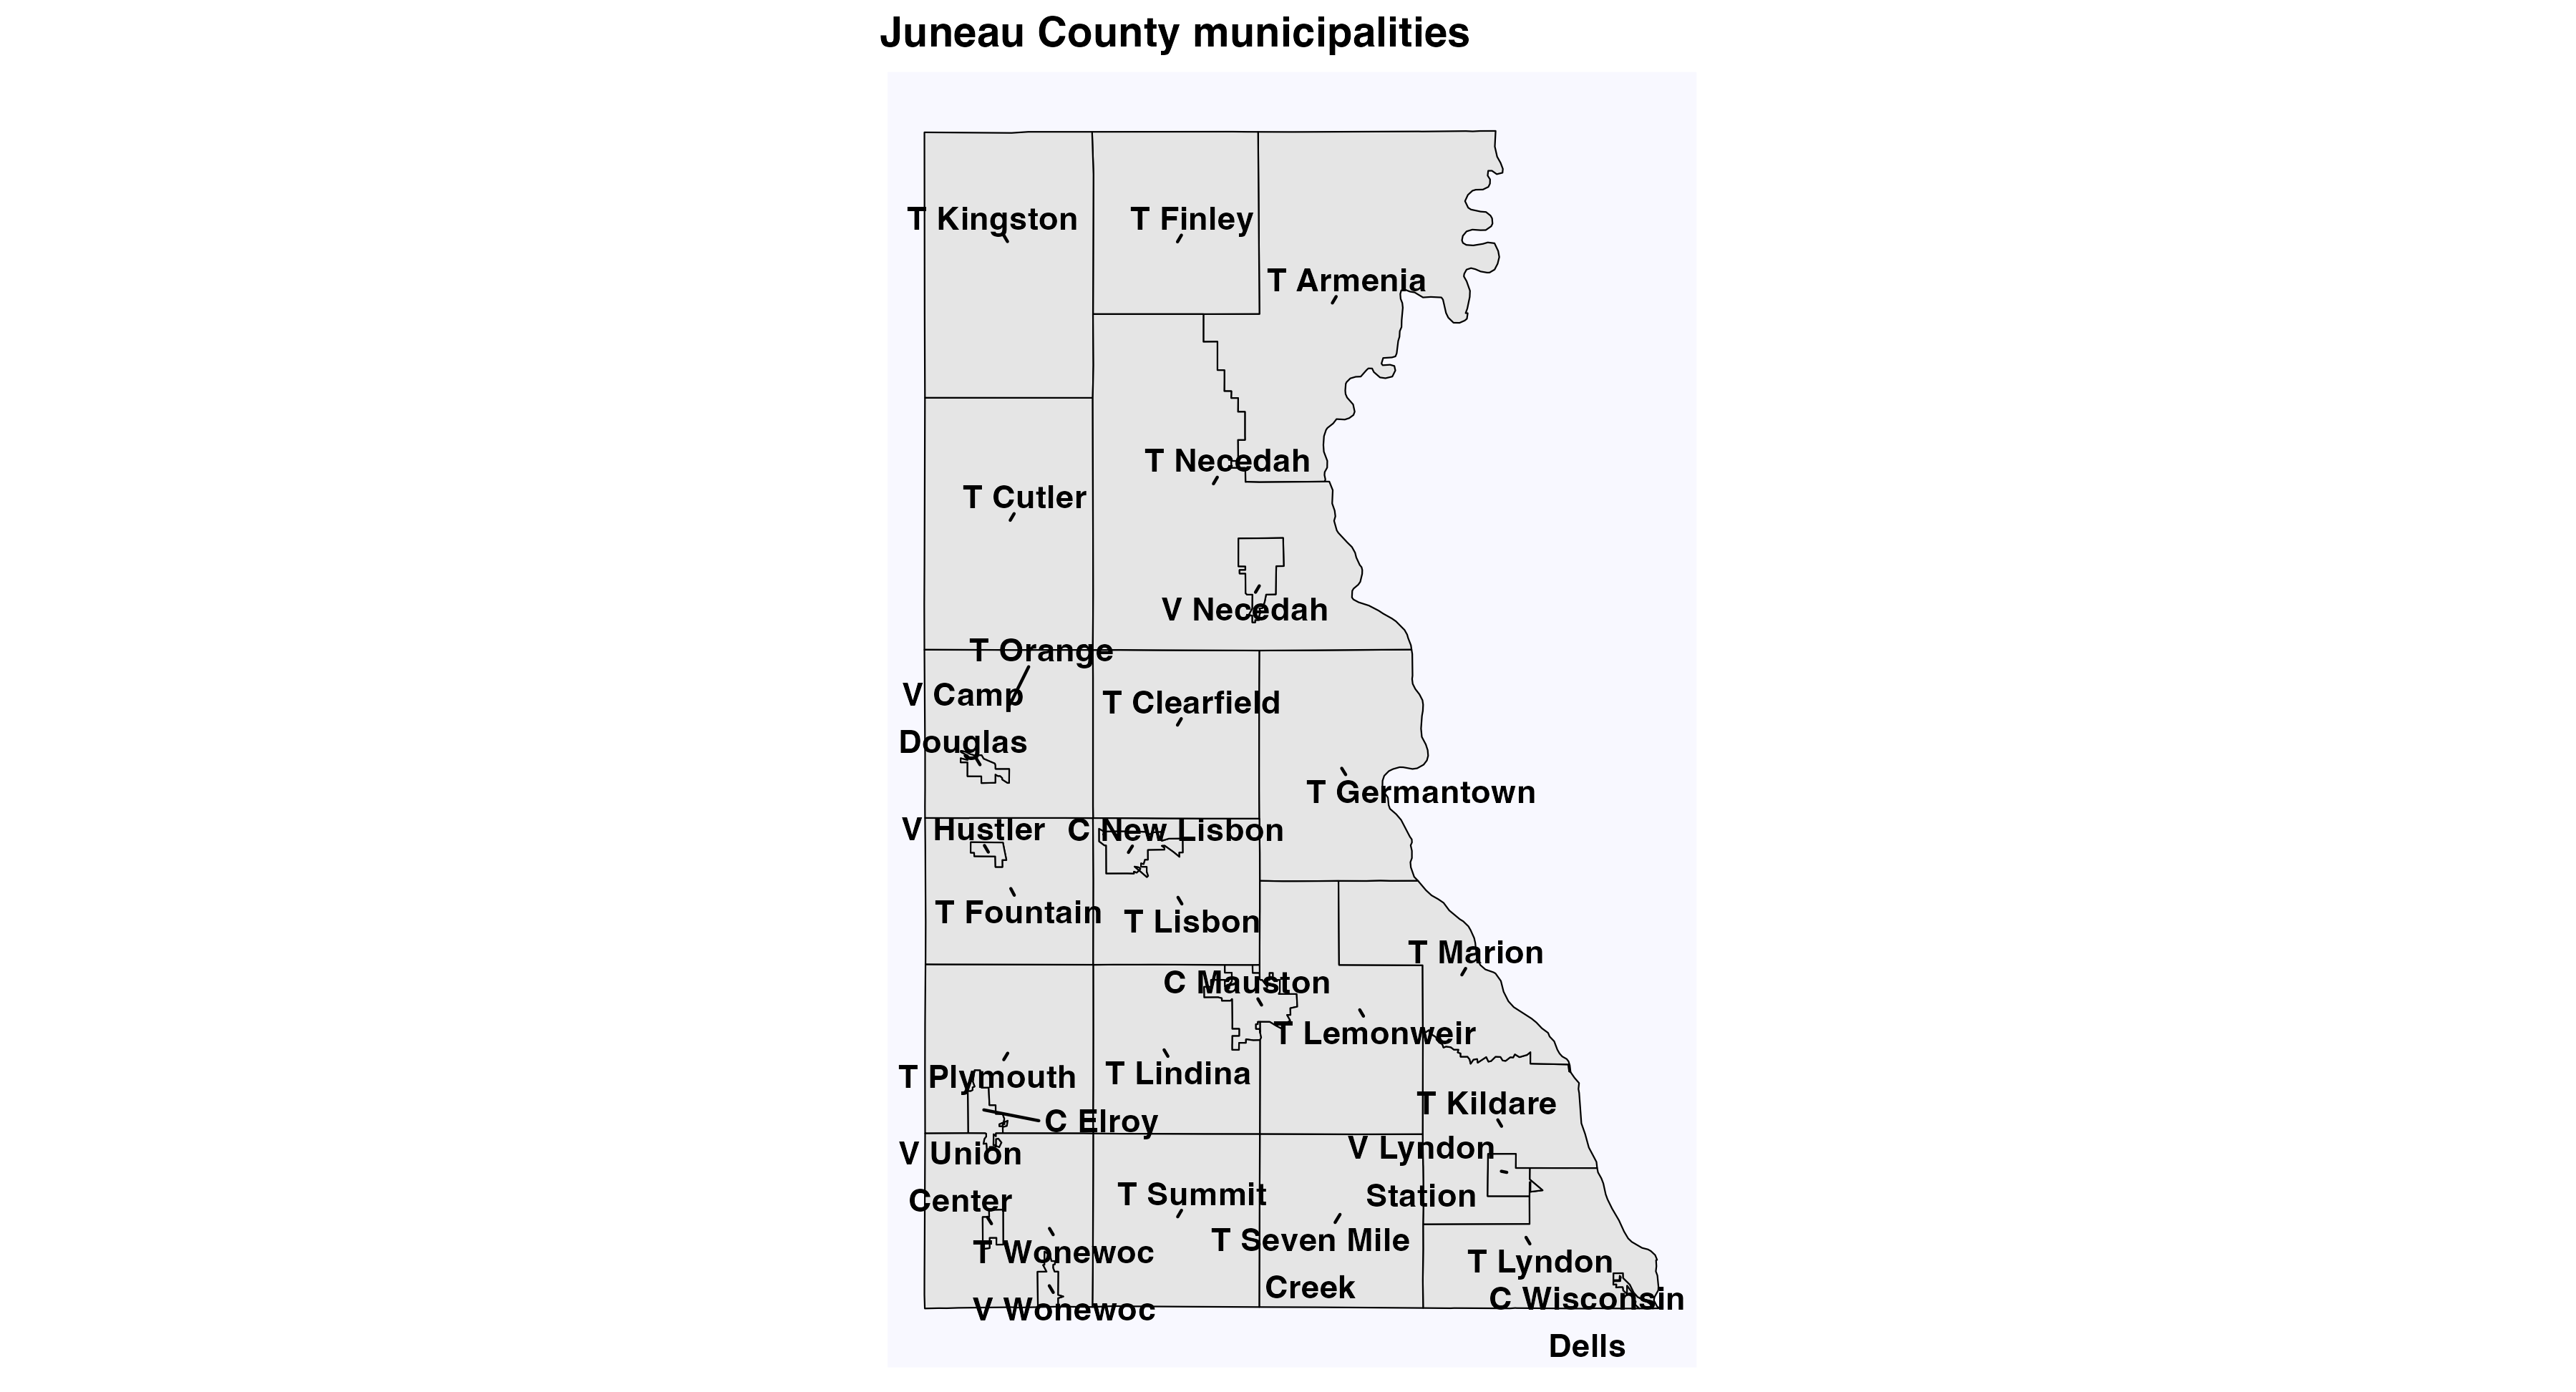 Juneau County municipalities
T Kingston
T Finley
T Armenia
T Necedah
T Cutler
V Necedah
T Orange
V Camp
Douglas
T Clearfield
T Germantown
V Hustler
C New Lisbon
T Fountain
T Lisbon
T Marion
C Mauston
T Lemonweir
T Plymouth
T Lindina
T Kildare
C Elroy
V Union
Center
V Lyndon
Station
T Summit
T Seven Mile
Creek
T Wonewoc
T Lyndon
V Wonewoc
C Wisconsin
Dells